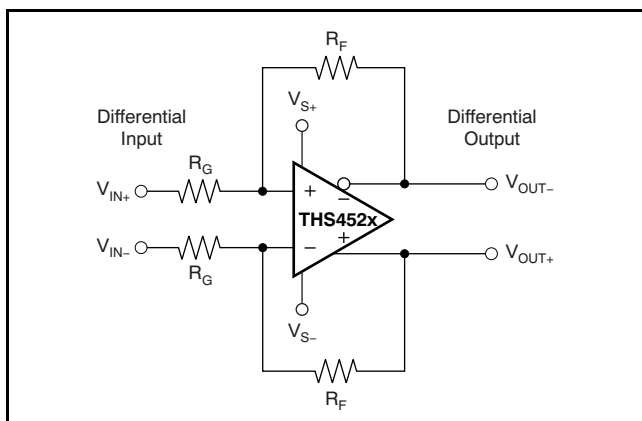 R_F
V_S+
Differential Input
Differential Output
R_G
V_IN+
+
−
THS452x
V_OUT−
V_IN−
−
+
R_G
V_OUT+
V_S−
R_F